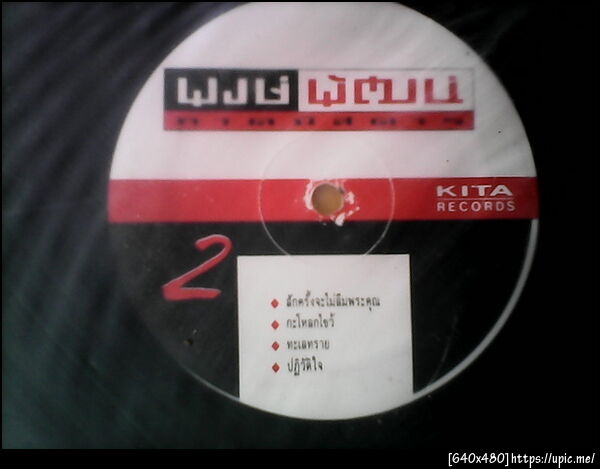 พงษ์พัฒน์
KITA
RECORDS
2
สักครั้งจะไม่ลืมพระคุณ
กะโหลกไขว้
ทะเลทราย
ปฏิวัติใจ
[640x480]https://upic.me/